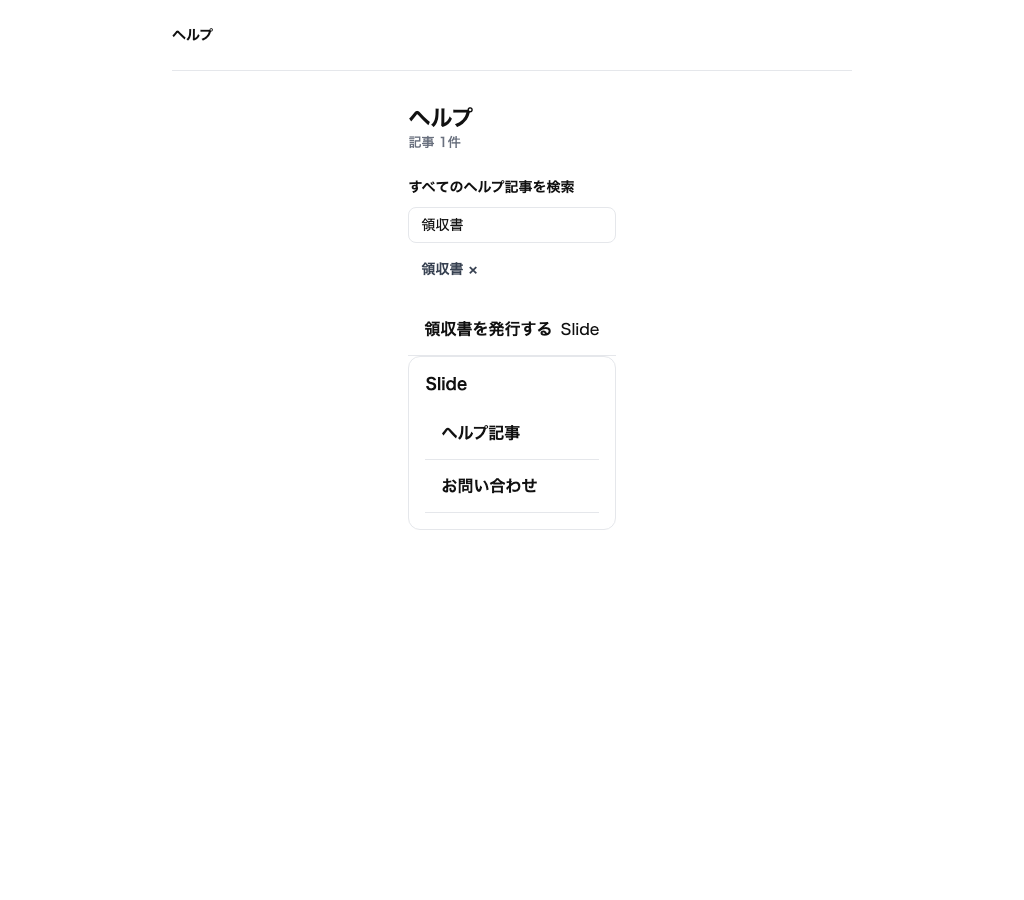 ヘルプ
ヘルプ
記事 1件
すべてのヘルプ記事を検索
領収書
領収書 ×
領収書を発行する Slide
Slide
ヘルプ記事
お問い合わせ